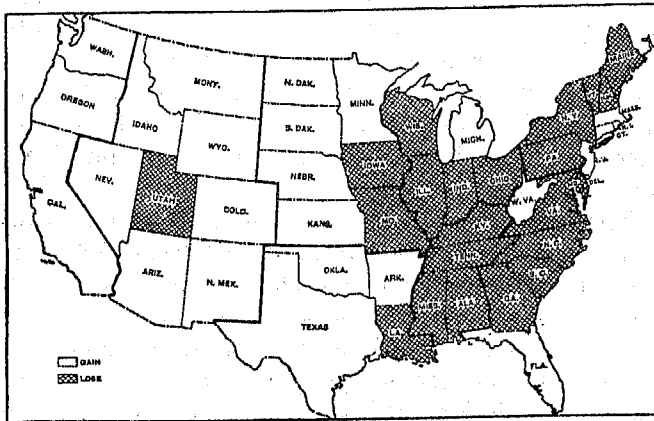 WASH.
MONT.
N. DAK.
MINN.
MAINE
OREGON
IDAHO
S. DAK.
WIS.
MICH.
N.Y.
MASS.
R. I.
CT.
WYO.
IOWA
PA.
NEV.
UTAH
NEBR.
ILL.
IND.
OHIO
DEL.
CAL.
COLO.
KANS.
MO.
W. VA.
VA.
KY.
N.C.
TENN.
ARIZ.
N. MEX.
OKLA.
ARK.
S.C.
MISS.
ALA.
GA.
TEXAS
LA.
FLA.
GAIN
LOSE